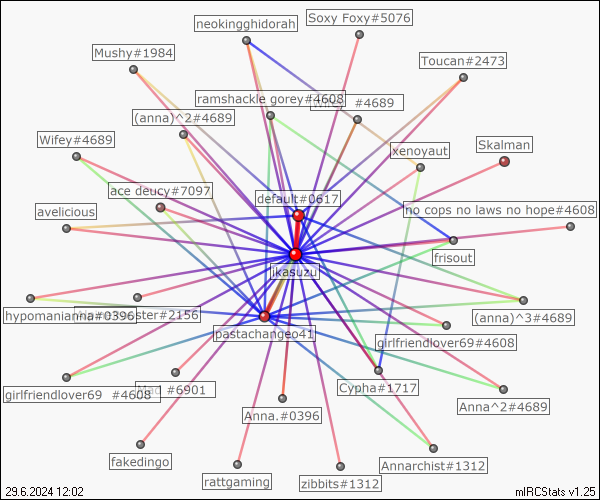 Soxy Foxy#5076
neokingghidorah
Mushy#1984
Toucan#2473
ramshackle gorey#4608
#4689
(anna)^2#4689
Wifey#4689
xenoyaut
Skalman
ace deucy#7097
default#0617
avelicious
no cops no laws no hope#4608
frisout
likasuzu
hypomaniarina#0396
ster#2156
(anna)^3#4689
pastachangeo41
girlfriendlover69#4608
girlfriendlover69 #4608
#6901
Cypha#1717
Anna^2#4689
Anna.#0396
fakedingo
rattgaming
zibbits#1312
Annarchist#1312
29.6.2024 12:02
mIRCStats v1.25